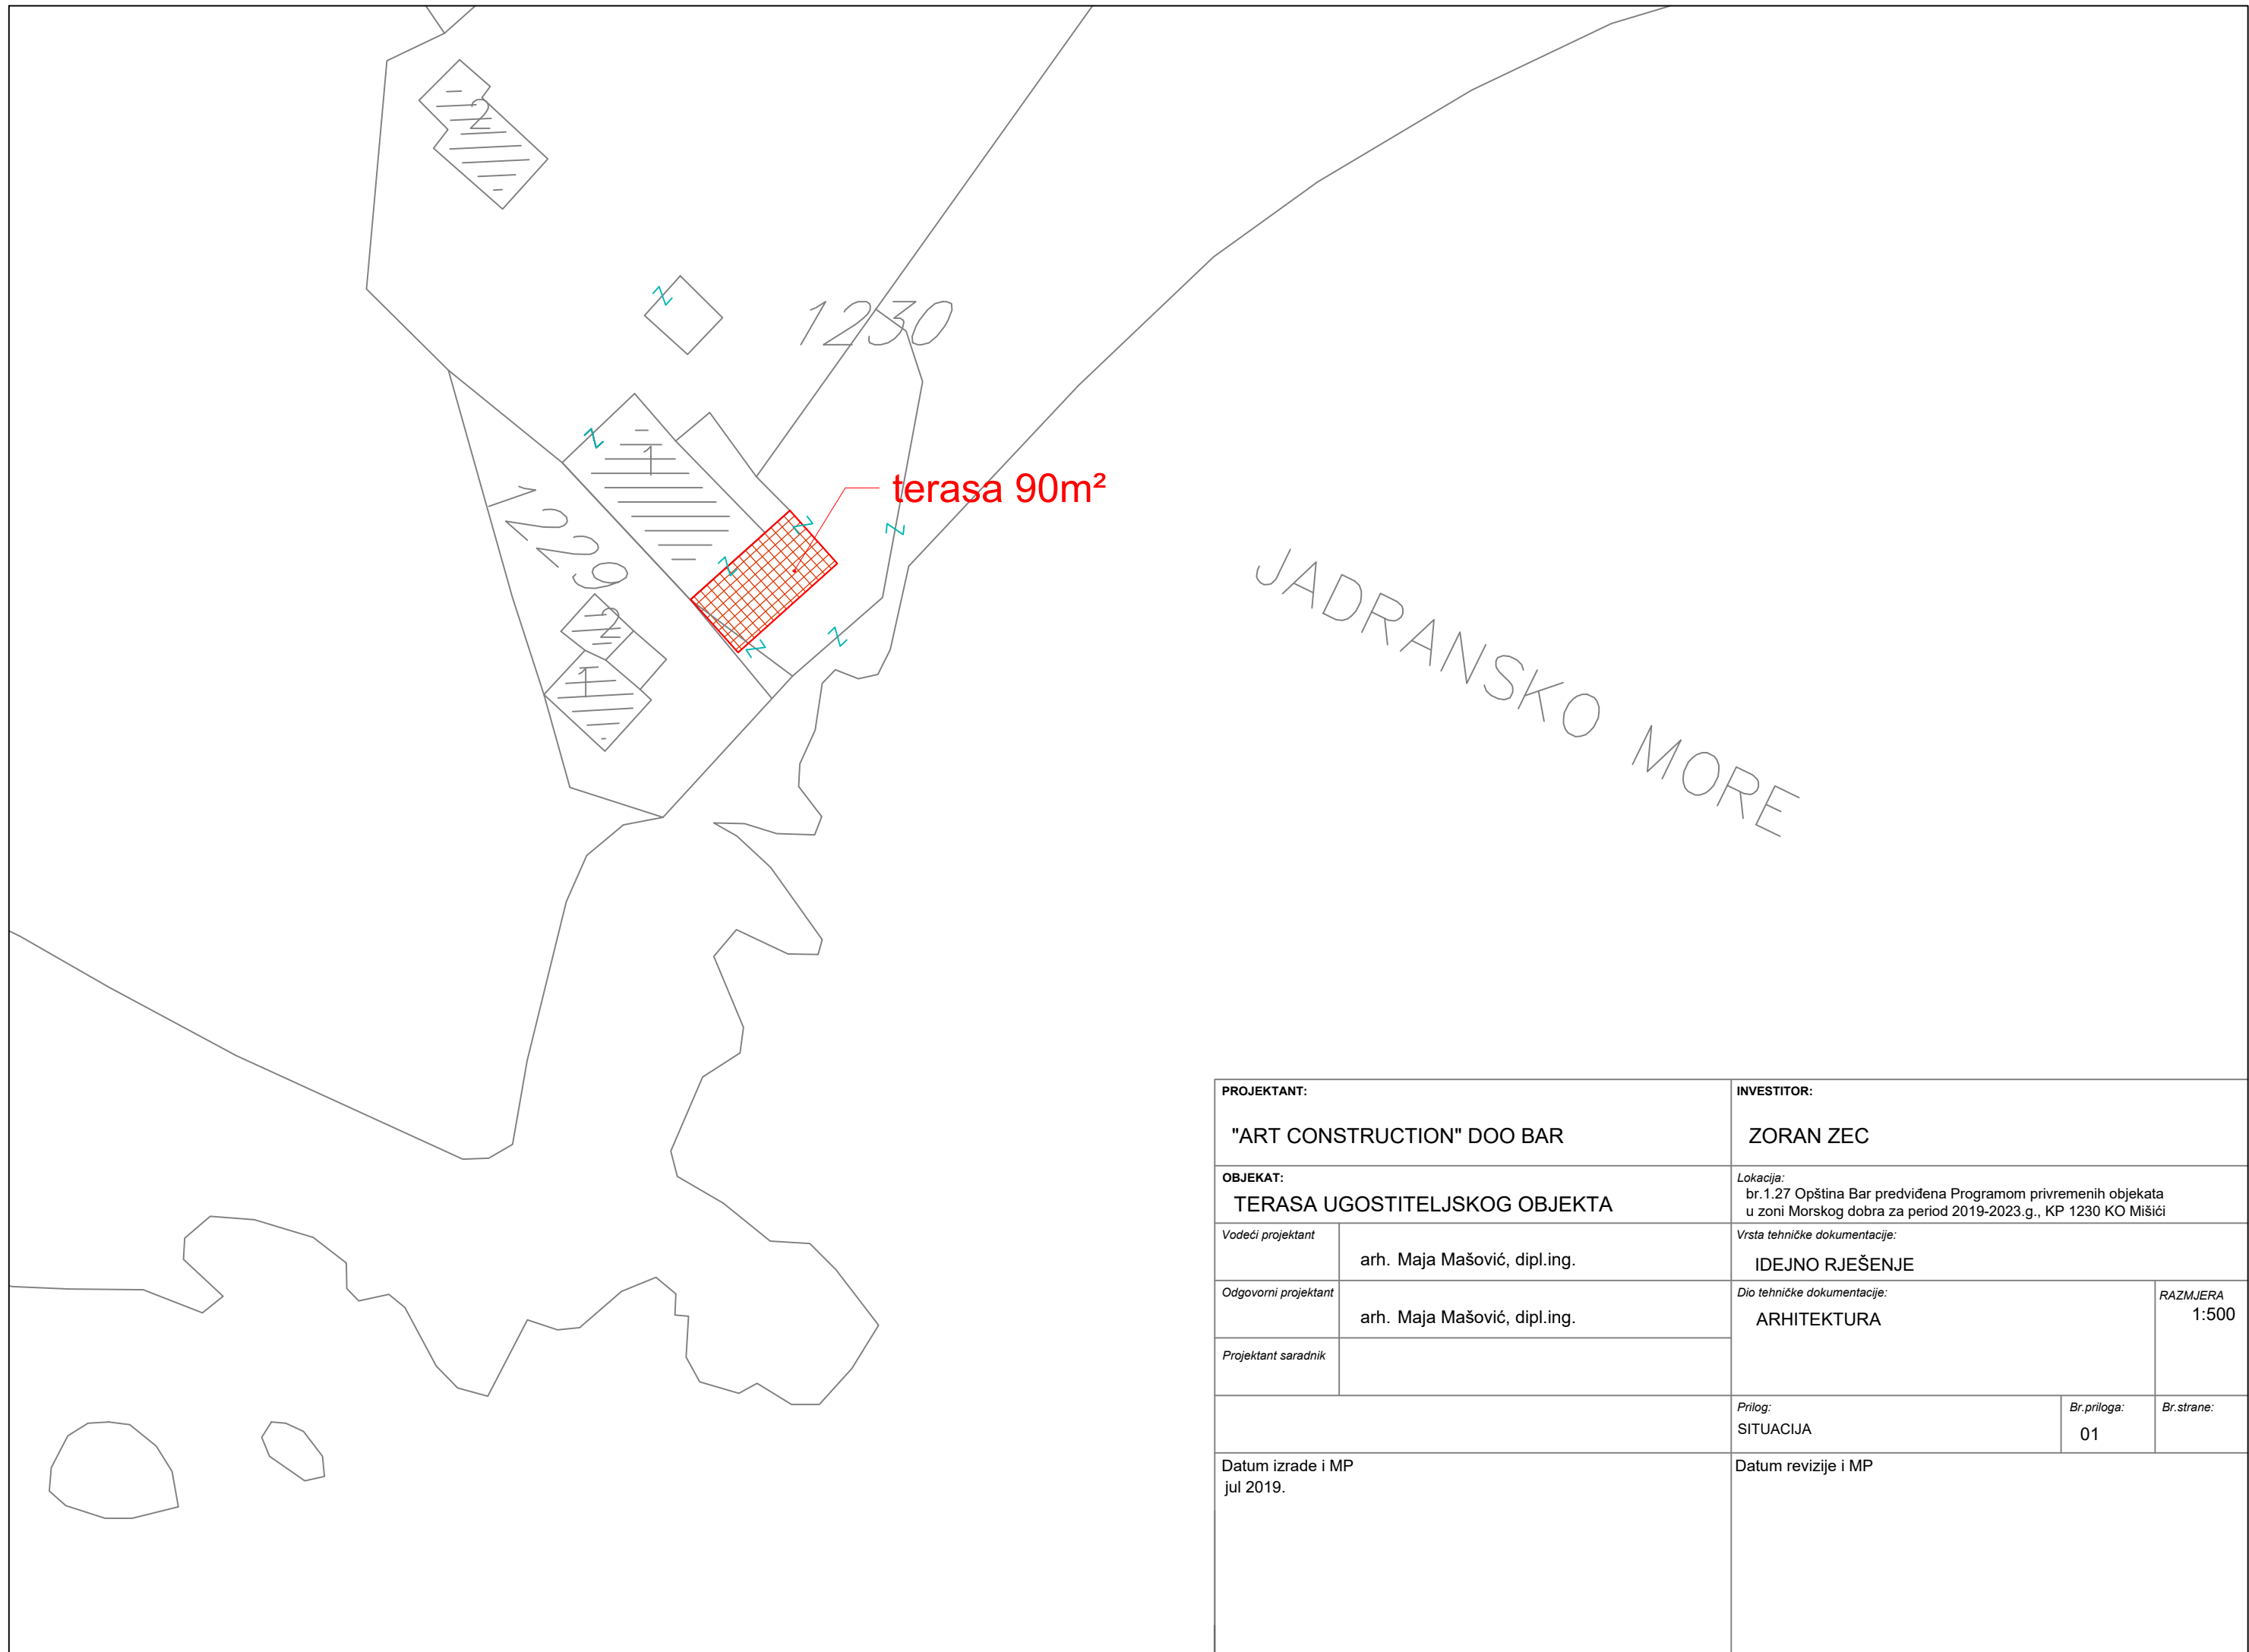 2
1230
1
terasa 90m²
1229
2
1
JADRANSKO MORE
PROJEKTANT:
"ART CONSTRUCTION" DOO BAR
INVESTITOR:
ZORAN ZEC
OBJEKAT:
TERASA UGOSTITELJSKOG OBJEKTA
Lokacija:
br.1.27 Opština Bar predviđena Programom privremenih objekata
u zoni Morskog dobra za period 2019-2023.g., KP 1230 KO Mišići
Vodeći projektant
arh. Maja Mašović, dipl.ing.
Vrsta tehničke dokumentacije:
IDEJNO RJEŠENJE
Odgovorni projektant
arh. Maja Mašović, dipl.ing.
Dio tehničke dokumentacije:
ARHITEKTURA
RAZMJERA
1:500
Projektant saradnik
Prilog:
SITUACIJA
Br.priloga:
01
Br.strane:
Datum izrade i MP
jul 2019.
Datum revizije i MP